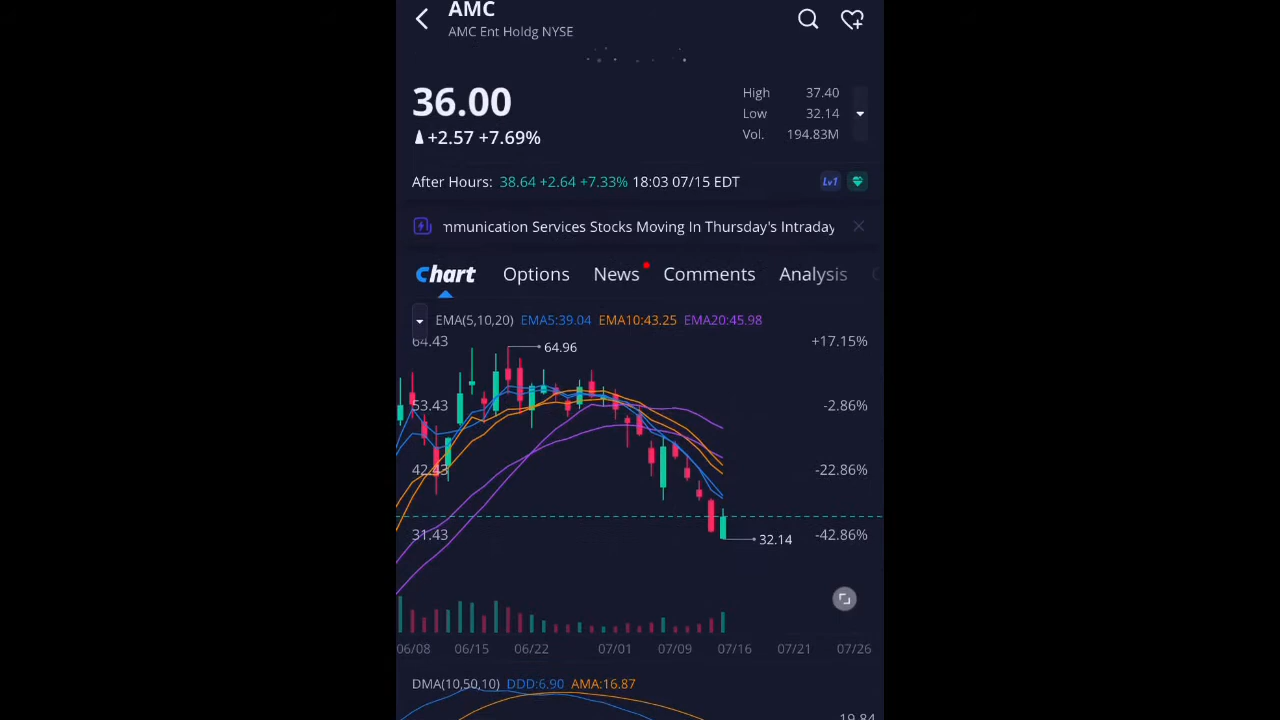 AMC
AMC Ent Holdg NYSE
36.00
+2.57 +7.69%
High 37.40
Low 32.14
Vol. 194.83M
After Hours: 38.64 +2.64 +7.33% 18:03 07/15 EDT
Lv1
mmunication Services Stocks Moving In Thursday's Intraday
Chart Options News Comments Analysis
EMA(5,10,20) EMA5:39.04 EMA10:43.25 EMA20:45.98
64.43 +17.15%
64.96
53.43 -2.86%
42.43 -22.86%
31.43 -42.86%
32.14
06/08 06/15 06/22 07/01 07/09 07/16 07/21 07/26
DMA(10,50,10) DDD:6.90 AMA:16.87
19.84